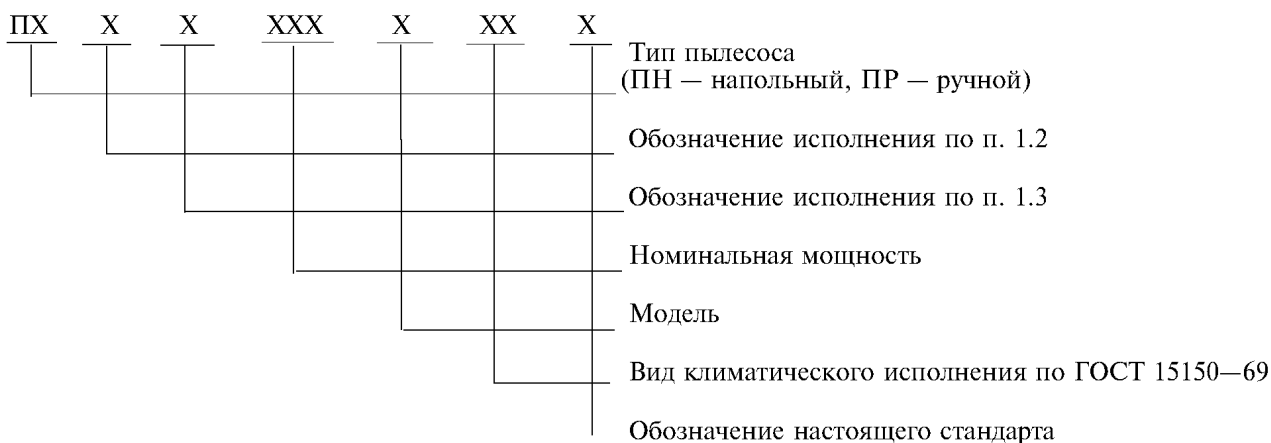 ПХ Х Х ХХХ Х ХХ Х
Тип пылесоса
(ПН — напольный, ПР — ручной)
Обозначение исполнения по п. 1.2
Обозначение исполнения по п. 1.3
Номинальная мощность
Модель
Вид климатического исполнения по ГОСТ 15150—69
Обозначение настоящего стандарта